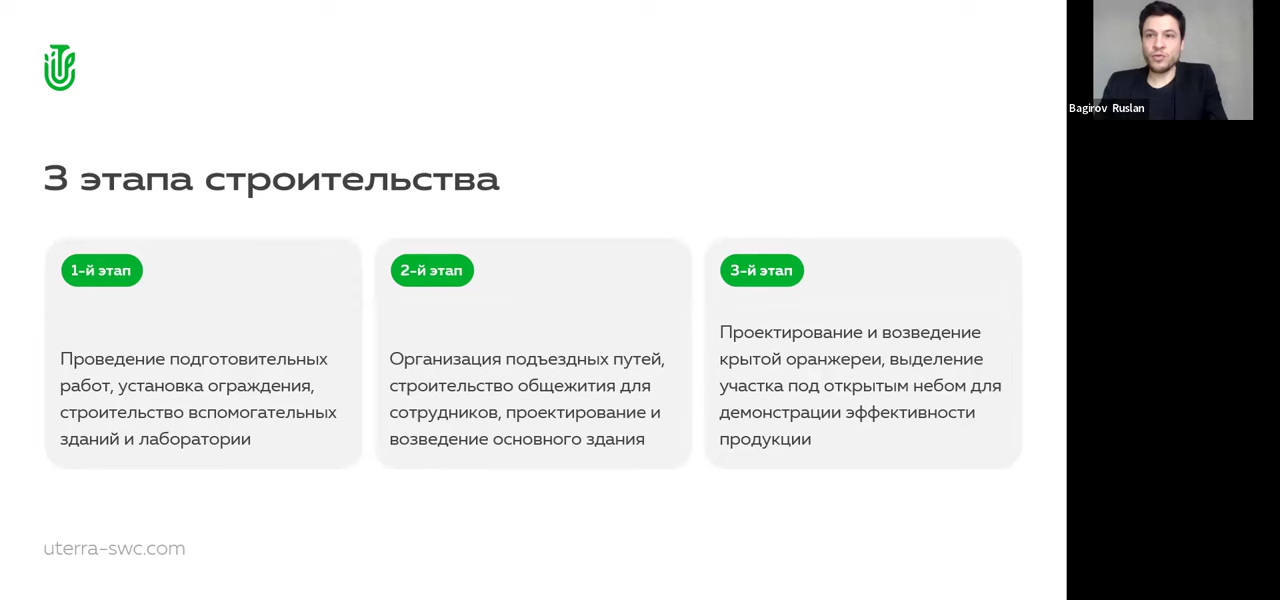 3 этапа строительства
1-й этап
Проведение подготовительных
работ, установка ограждения,
строительство вспомогательных
зданий и лаборатории
2-й этап
Организация подъездных путей,
строительство общежития для
сотрудников, проектирование и
возведение основного здания
3-й этап
Проектирование и возведение
крытой оранжереи, выделение
участка под открытым небом для
демонстрации эффективности
продукции
uterra-swc.com
Bagirov Ruslan